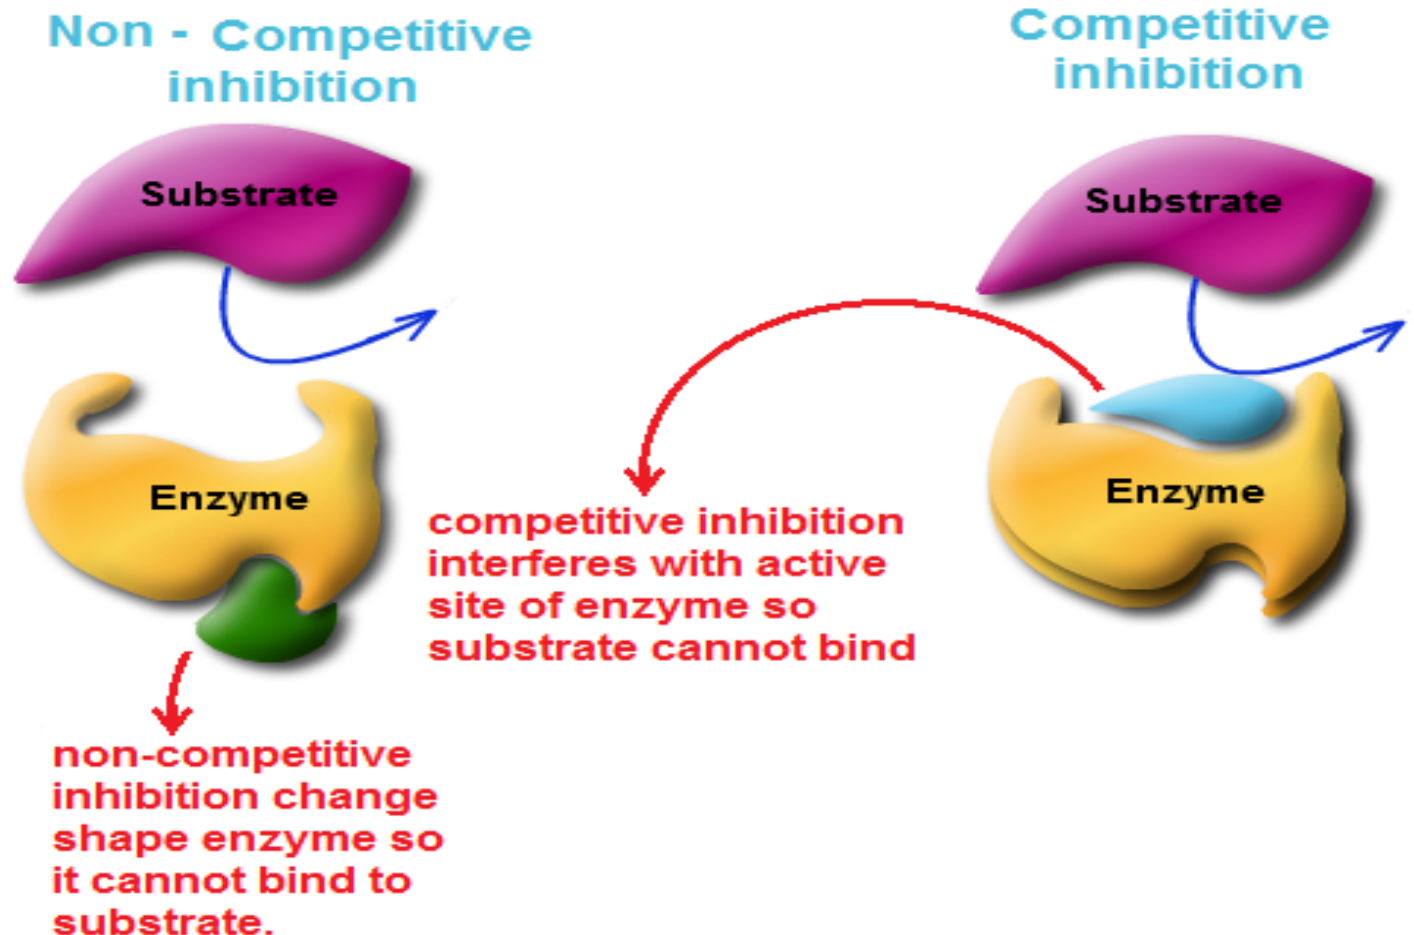 Non - Competitive
inhibition
Substrate
Enzyme
non-competitive
inhibition change
shape enzyme so
it cannot bind to
substrate.
competitive inhibition
interferes with active
site of enzyme so
substrate cannot bind
Competitive
inhibition
Substrate
Enzyme